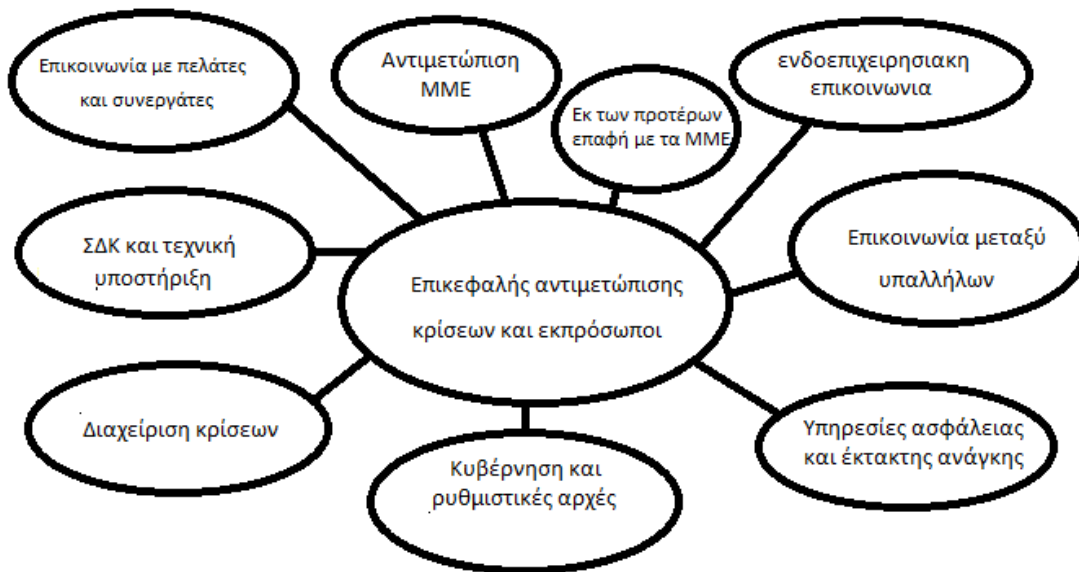 Επικοινωνία με πελάτες
και συνεργάτες
Αντιμετώπιση
ΜΜΕ
Εκ των προτέρων
επαφή με τα ΜΜΕ
ενδοεπιχειρησιακη
επικοινωνια
ΣΔΚ και τεχνική
υποστήριξη
Επικεφαλής αντιμετώπισης
κρίσεων και εκπρόσωποι
Επικοινωνία μεταξύ
υπαλλήλων
Διαχείριση κρίσεων
Κυβέρνηση και
ρυθμιστικές αρχές
Υπηρεσίες ασφάλειας
και έκτακτης ανάγκης